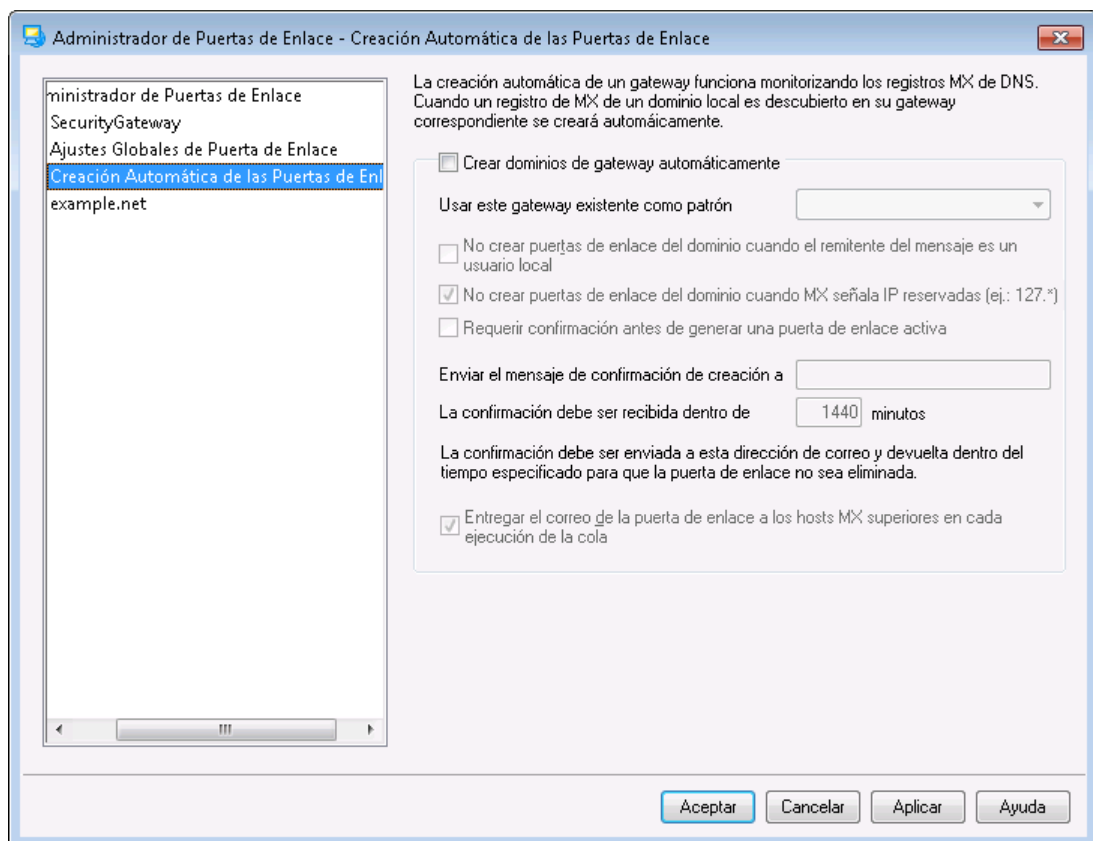 Administrador de Puertas de Enlace - Creación Automática de las Puertas de Enlace
ministrador de Puertas de Enlace
SecurityGateway
Ajustes Globales de Puerta de Enlace
Creación Automática de las Puertas de Enl
example.net
La creación automática de un gateway funciona monitorizando los registros MX de DNS.
Cuando un registro de MX de un dominio local es descubierto en su gateway
correspondiente se creará automáicamente.
Crear dominios de gateway automáticamente
Usar este gateway existente como patrón
No crear puertas de enlace del dominio cuando el remitente del mensaje es un
usuario local
No crear puertas de enlace del dominio cuando MX señala IP reservadas (ej.: 127.*)
Requerir confirmación antes de generar una puerta de enlace activa
Enviar el mensaje de confirmación de creación a
La confirmación debe ser recibida dentro de 1440 minutos
La confirmación debe ser enviada a esta dirección de correo y devuelta dentro del
tiempo especificado para que la puerta de enlace no sea eliminada.
Entregar el correo de la puerta de enlace a los hosts MX superiores en cada
ejecución de la cola
Aceptar Cancelar Aplicar Ayuda